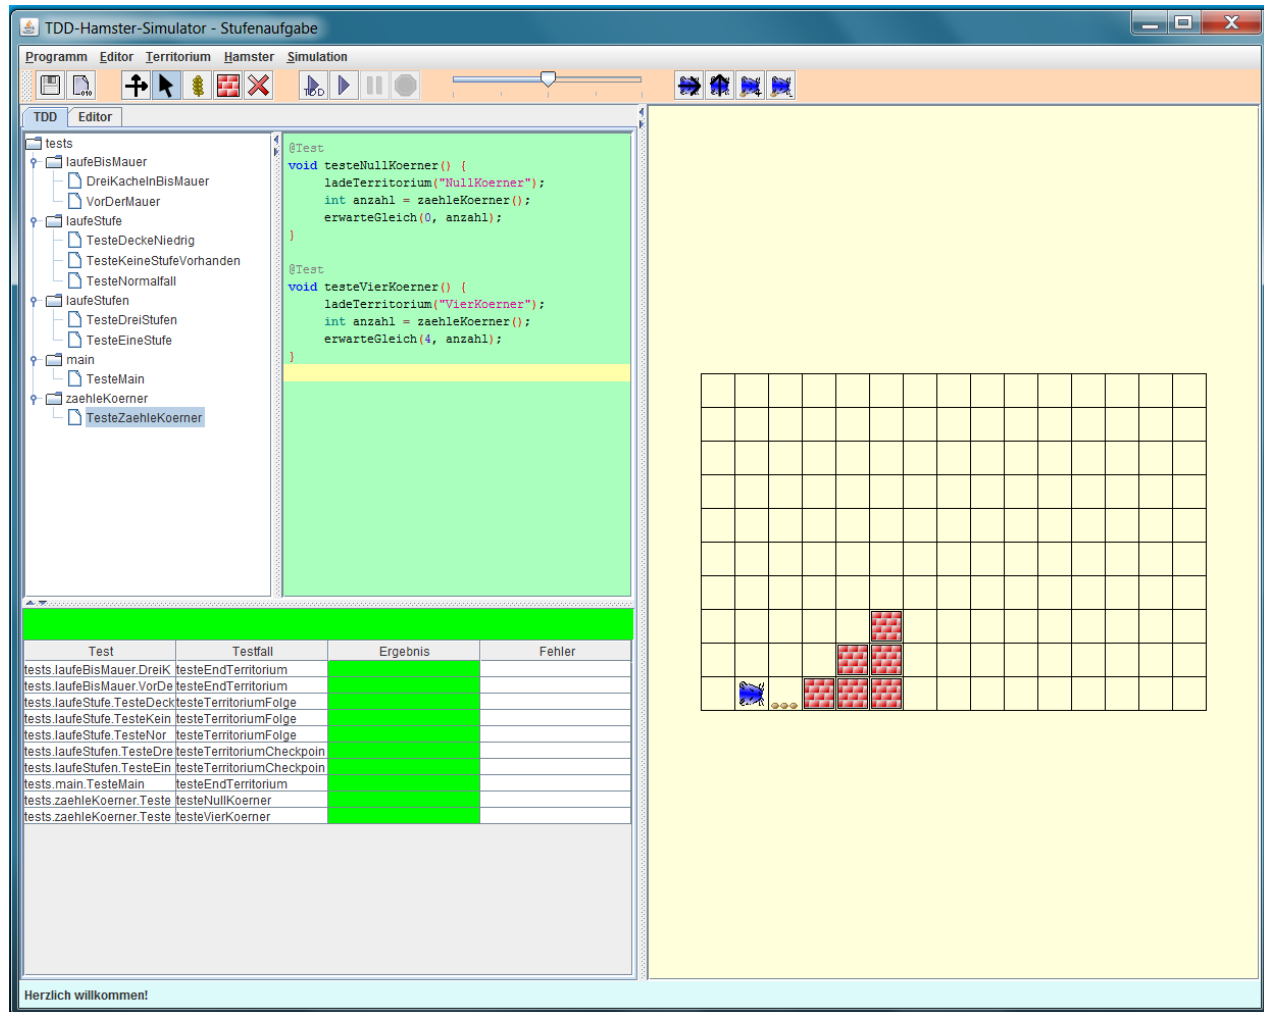 TDD-Hamster-Simulator - Stufenaufgabe
Programm Editor Territorium Hamster Simulation
TDD
TDD Editor
tests
laufeBisMauer
DreiKachelnBisMauer
VorDerMauer
laufeStufe
TesteDeckeNiedrig
TesteKeineStufeVorhanden
TesteNormalfall
laufeStufen
TesteDreiStufen
TesteEineStufe
main
TesteMain
zaehleKoerner
TesteZaehleKoerner
@Test
void testeNullKoerner() {
ladeTerritorium("NullKoerner");
int anzahl = zaehleKoerner();
erwarteGleich(0, anzahl);
}
@Test
void testeVierKoerner() {
ladeTerritorium("VierKoerner");
int anzahl = zaehleKoerner();
erwarteGleich(4, anzahl);
}
Test Testfall Ergebnis Fehler
tests.laufeBisMauer.DreiK testeEndTerritorium
tests.laufeBisMauer.VorDe testeEndTerritorium
tests.laufeStufe.TesteDeck testeTerritoriumFolge
tests.laufeStufe.TesteKein testeTerritoriumFolge
tests.laufeStufe.TesteNor testeTerritoriumFolge
tests.laufeStufen.TesteDre testeTerritoriumCheckpoin
tests.laufeStufen.TesteEin testeTerritoriumCheckpoin
tests.main.TesteMain testeEndTerritorium
tests.zaehleKoerner.Teste testeNullKoerner
tests.zaehleKoerner.Teste testeVierKoerner
Herzlich willkommen!